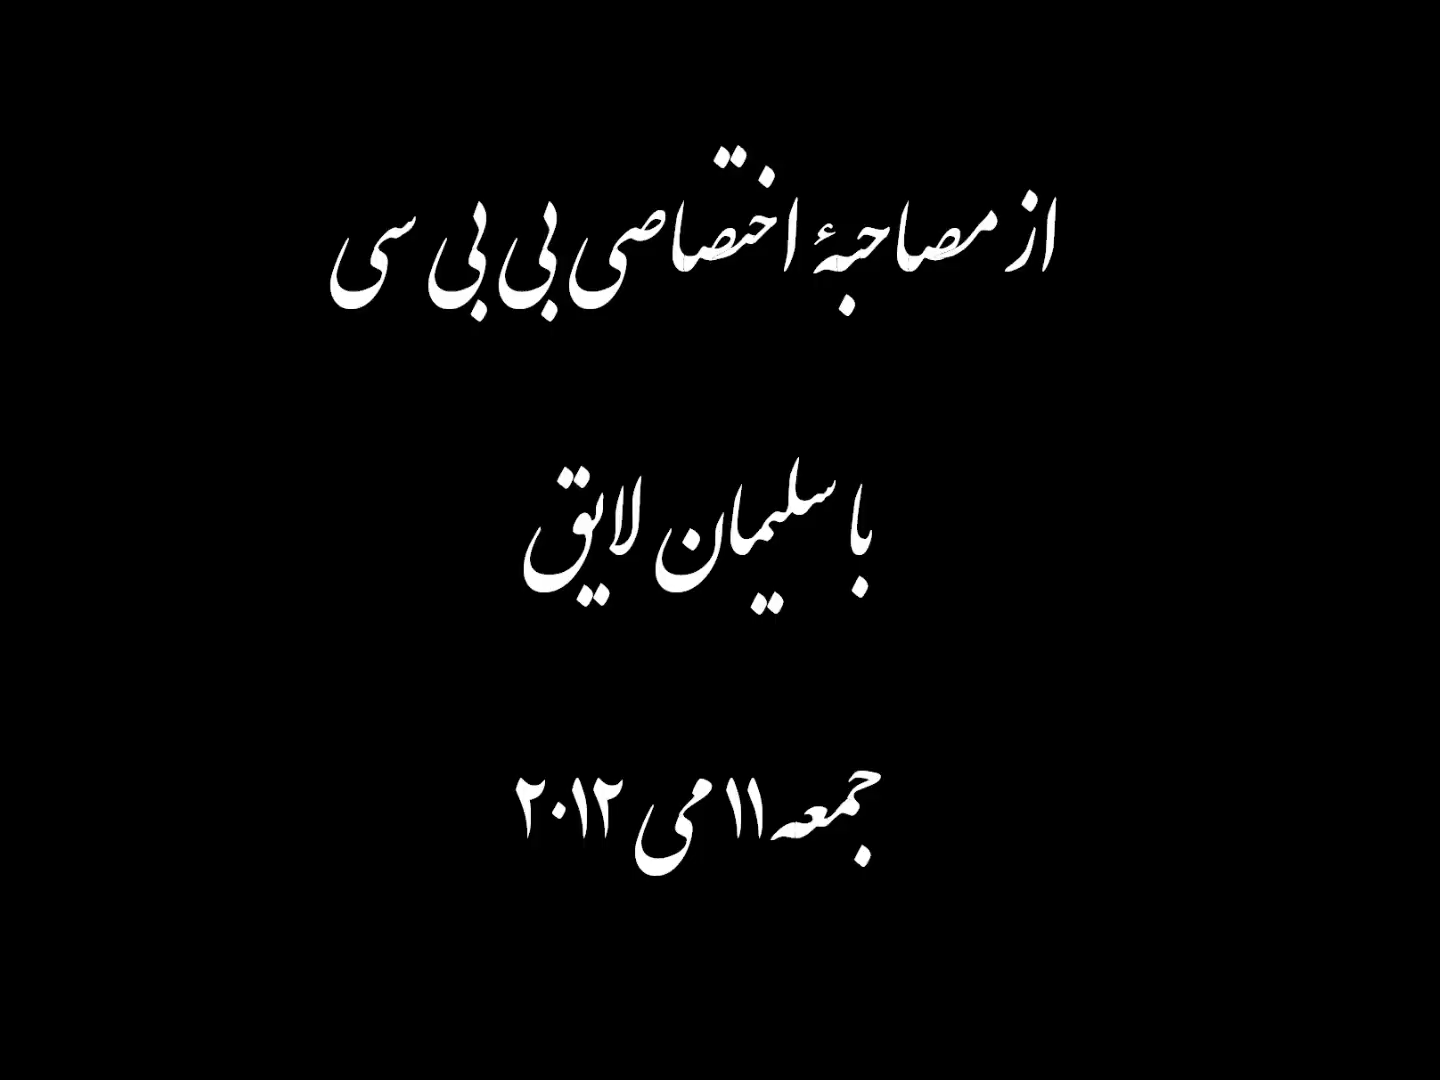 از مصاحبهٔ اختصاصی بی بی سی
با سلیمان لایق
جمعه ۱۱ می ۲۰۱۲